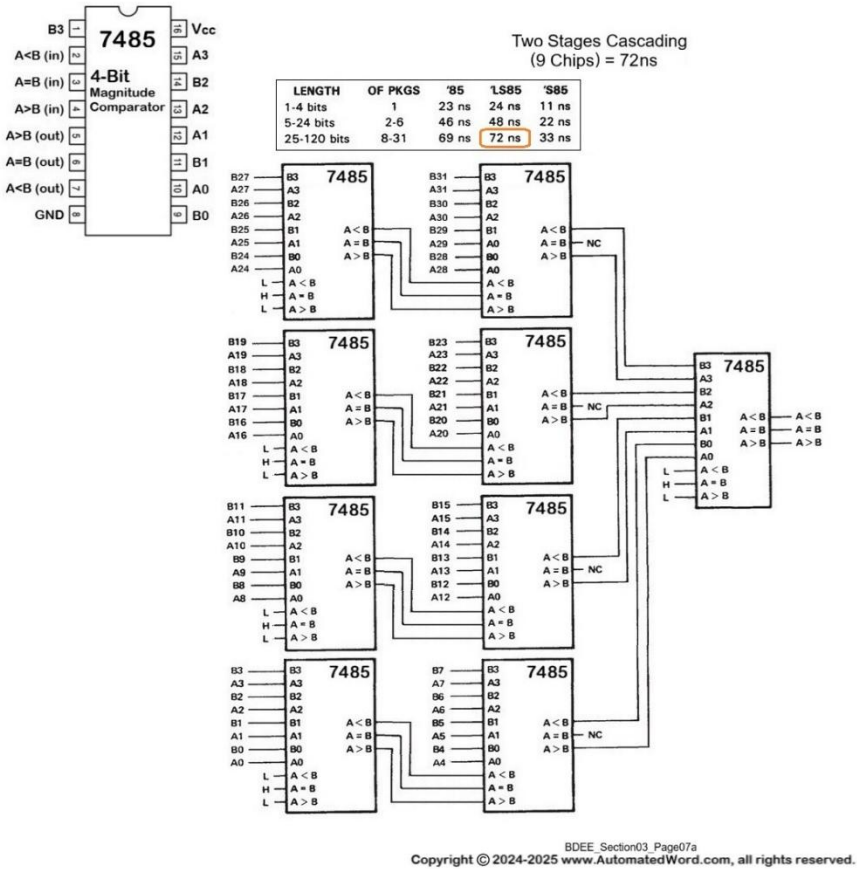 7485
4-Bit
Magnitude
Comparator
B3 1
A<B (in) 2
A=B (in) 3
A>B (in) 4
A>B (out) 5
A=B (out) 6
A<B (out) 7
GND 8
16 Vcc
15 A3
14 B2
13 A2
12 A1
11 B1
10 A0
9 B0
Two Stages Cascading
(9 Chips) = 72ns
LENGTH OF PKGS '85 'LS85 'S85
1-4 bits 1 23 ns 24 ns 11 ns
5-24 bits 2-6 46 ns 48 ns 22 ns
25-120 bits 8-31 69 ns 72 ns 33 ns
B27 B3 7485
A27 A3
B26 B2
A26 A2
B25 B1 A<B
A25 A1 A=B
B24 B0 A>B
A24 A0
L A<B
H A=B
L A>B
B31 B3 7485
A31 A3
B30 B2
A30 A2
B29 B1 A<B
A29 A0 A=B NC
B28 B0 A>B
A28 A0
A<B
A=B
A>B
B19 B3 7485
A19 A3
B18 B2
A18 A2
B17 B1 A<B
A17 A1 A=B
B16 B0 A>B
A16 A0
L A<B
H A=B
L A>B
B23 B3 7485
A23 A3
B22 B2
A22 A2
B21 B1 A<B
A21 A1 A=B NC
B20 B0 A>B
A20 A0
A<B
A=B
A>B
B3 7485
A3
B2
A2
B1 A<B A<B
A1 A=B A=B
B0 A>B A>B
A0
L A<B
H A=B
L A>B
B11 B3 7485
A11 A3
B10 B2
A10 A2
B9 B1 A<B
A9 A1 A=B
B8 B0 A>B
A8 A0
L A<B
H A=B
L A>B
B15 B3 7485
A15 A3
B14 B2
A14 A2
B13 B1 A<B
A13 A1 A=B NC
B12 B0 A>B
A12 A0
A<B
A=B
A>B
B3 B3 7485
A3 A3
B2 B2
A2 A2
B1 B1 A<B
A1 A1 A=B
B0 B0 A>B
A0 A0
L A<B
H A=B
L A>B
B7 B3 7485
A7 A3
B6 B2
A6 A2
B5 B1 A<B
A5 A1 A=B NC
B4 B0 A>B
A4 A0
A<B
A=B
A>B
BDEE_Section03_Page07a
Copyright © 2024-2025 www.AutomatedWord.com, all rights reserved.